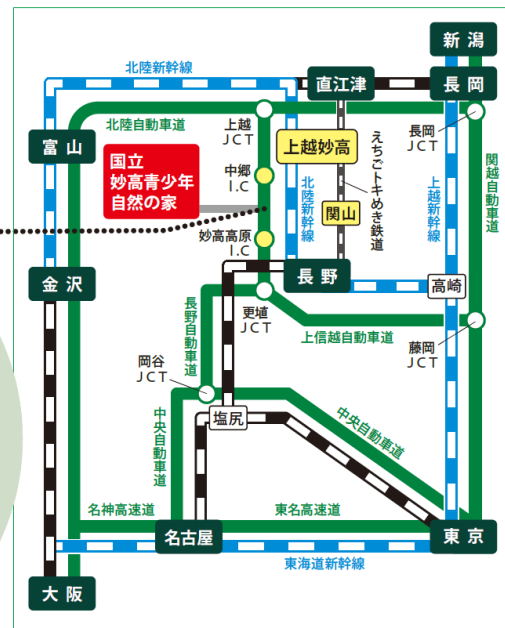 新潟
北陸新幹線
直江津
長岡
北陸自動車道
上越
JCT
長岡
JCT
富山
国立
妙高青少年
自然の家
中郷
I.C
上越妙高
えちごトキめき鉄道
関越自動車道
北陸新幹線
上越新幹線
関山
妙高高原
I.C
金沢
長野
高崎
更埴
JCT
長野自動車道
上信越自動車道
藤岡
JCT
岡谷
JCT
中央自動車道
塩尻
中央自動車道
名神高速道
東名高速道
名古屋
東京
東海道新幹線
大阪